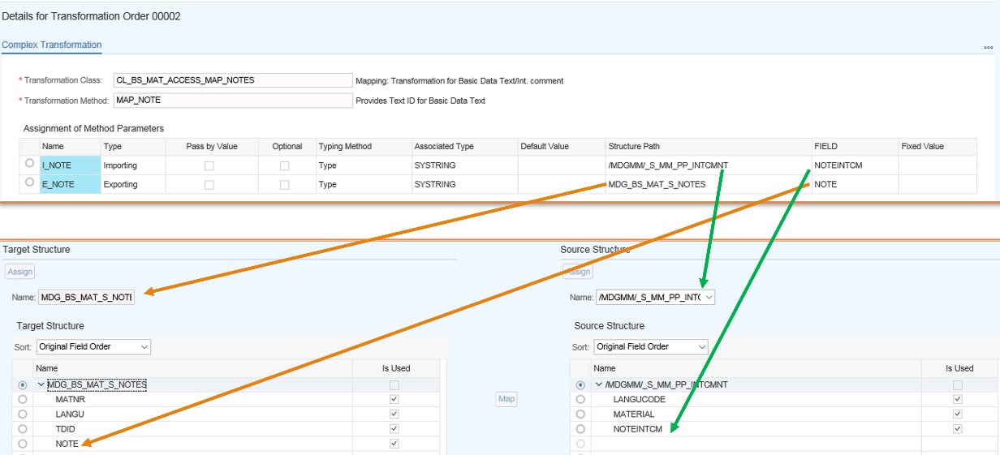 Details for Transformation Order 00002
Complex Transformation
* Transformation Class: CL_BS_MAT_ACCESS_MAP_NOTES Mapping: Transformation for Basic Data Text/Int. comment
* Transformation Method: MAP_NOTE Provides Text ID for Basic Data Text
Assignment of Method Parameters
Name Type Pass by Value Optional Typing Method Associated Type Default Value Structure Path FIELD Fixed Value
I_NOTE Importing Type SYSTRING /MDGMM/_S_MM_PP_INTCMNT NOTEINTCM
E_NOTE Exporting Type SYSTRING MDG_BS_MAT_S_NOTES NOTE
Target Structure Source Structure
Assign Assign
Name: MDG_BS_MAT_S_NOTE Name: /MDGMM/_S_MM_PP_INTC
Target Structure Source Structure
Sort: Original Field Order Sort: Original Field Order
Name Is Used Name Is Used
MDG_BS_MAT_S_NOTES /MDGMM/_S_MM_PP_INTCMNT
MATNR Map LANGUCODE
LANGU MATERIAL
TDID NOTEINTCM
NOTE